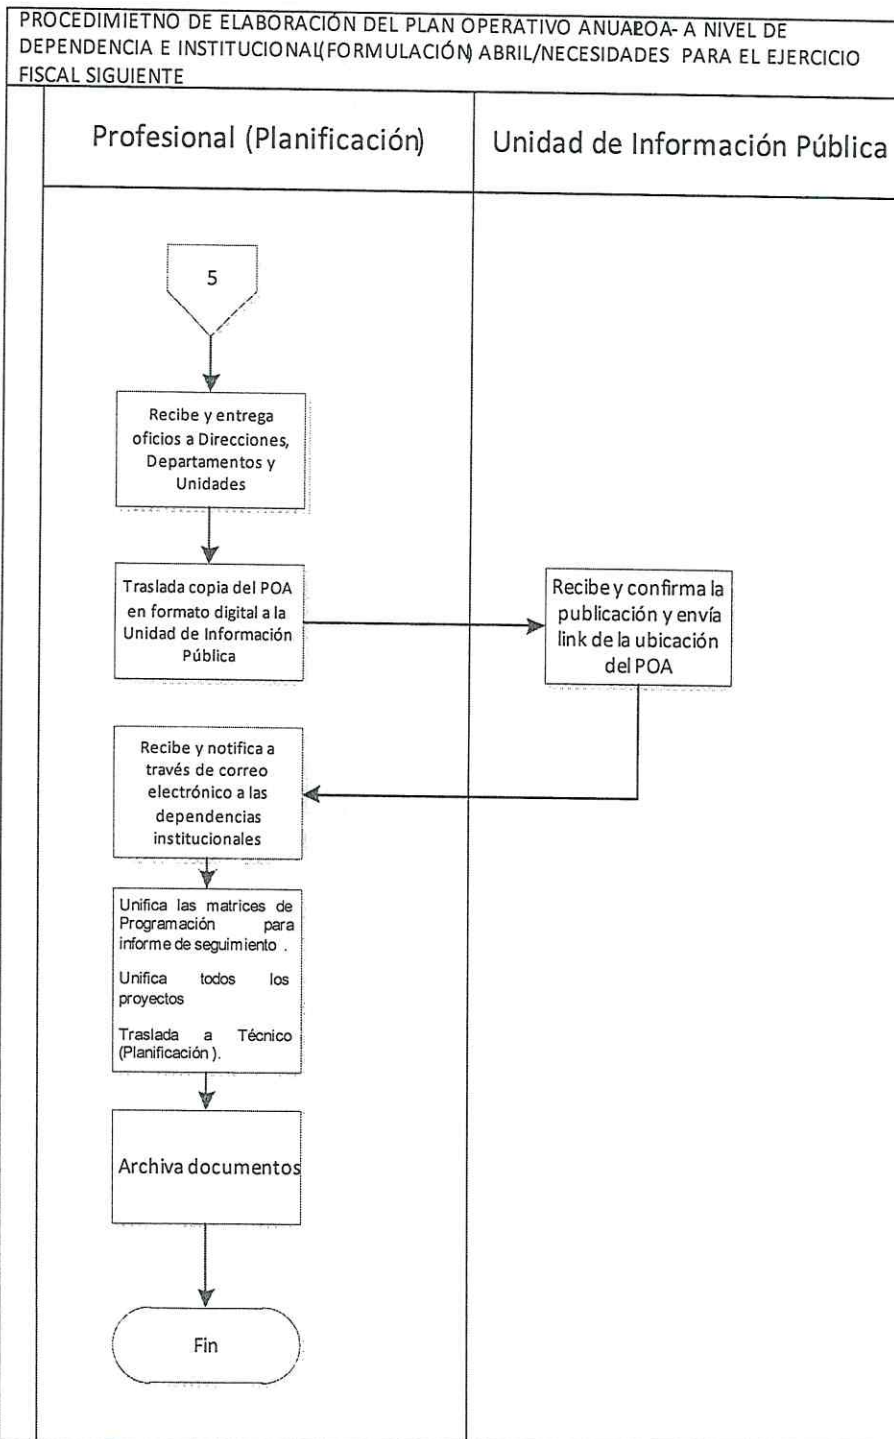 PROCEDIMIETNO DE ELABORACIÓN DEL PLAN OPERATIVO ANUAPOA- A NIVEL DE
DEPENDENCIA E INSTITUCIONAL(FORMULACIÓN) ABRIL/NECESIDADES PARA EL EJERCICIO
FISCAL SIGUIENTE
Profesional (Planificación)
Unidad de Información Pública
5
Recibe y entrega
oficios a Direcciones,
Departamentos y
Unidades
Traslada copia del POA
en formato digital a la
Unidad de Información
Pública
Recibe y confirma la
publicación y envía
link de la ubicación
del POA
Recibe y notifica a
través de correo
electrónico a las
dependencias
institucionales
Unifica las matrices de
Programación para
informe de seguimiento .
Unifica todos los
proyectos
Traslada a Técnico
(Planificación ).
Archiva documentos
Fin